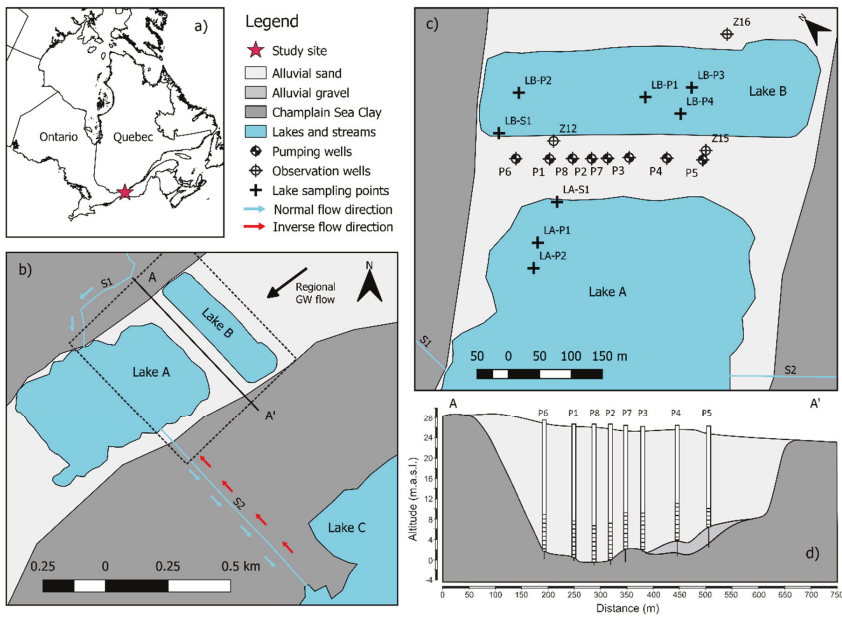 a)
Ontario
Quebec
Legend
Study site
Alluvial sand
Alluvial gravel
Champlain Sea Clay
Lakes and streams
Pumping wells
Observation wells
Lake sampling points
Normal flow direction
Inverse flow direction
b)
S1
A
N
Regional
GW flow
Lake B
Lake A
A'
S2
Lake C
0.25 0 0.25 0.5 km
c)
Z16
N
LB-P2
LB-P1
LB-P3
LB-P4
Lake B
LB-S1
Z12
Z15
P6 P1 P8 P2 P7 P3 P4 P5
LA-S1
LA-P1
LA-P2
Lake A
S1
50 0 50 100 150 m
S2
A
A'
P6 P1 P8 P2 P7 P3 P4 P5
Altitude (m.a.s.l.)
28
24
20
16
12
8
4
0
-4
d)
0 50 100 150 200 250 300 350 400 450 500 550 600 650 700 750
Distance (m)